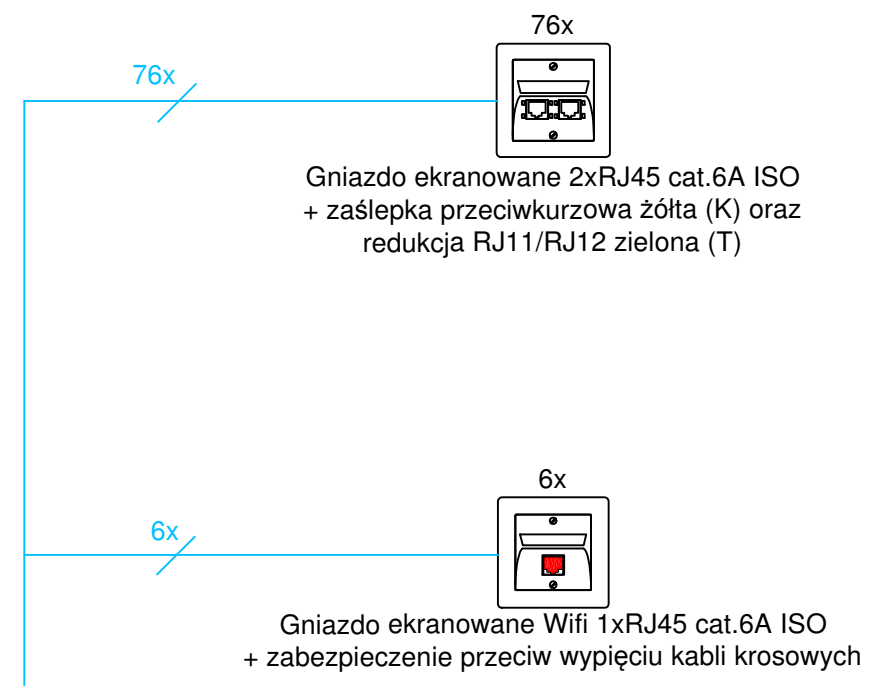 76x
76x
Gniazdo ekranowane 2xRJ45 cat.6A ISO
+ zaślepka przeciwkurzowa żółta (K) oraz
redukcja RJ11/RJ12 zielona (T)
6x
6x
Gniazdo ekranowane Wifi 1xRJ45 cat.6A ISO
+ zabezpieczenie przeciw wypięciu kabli krosowych